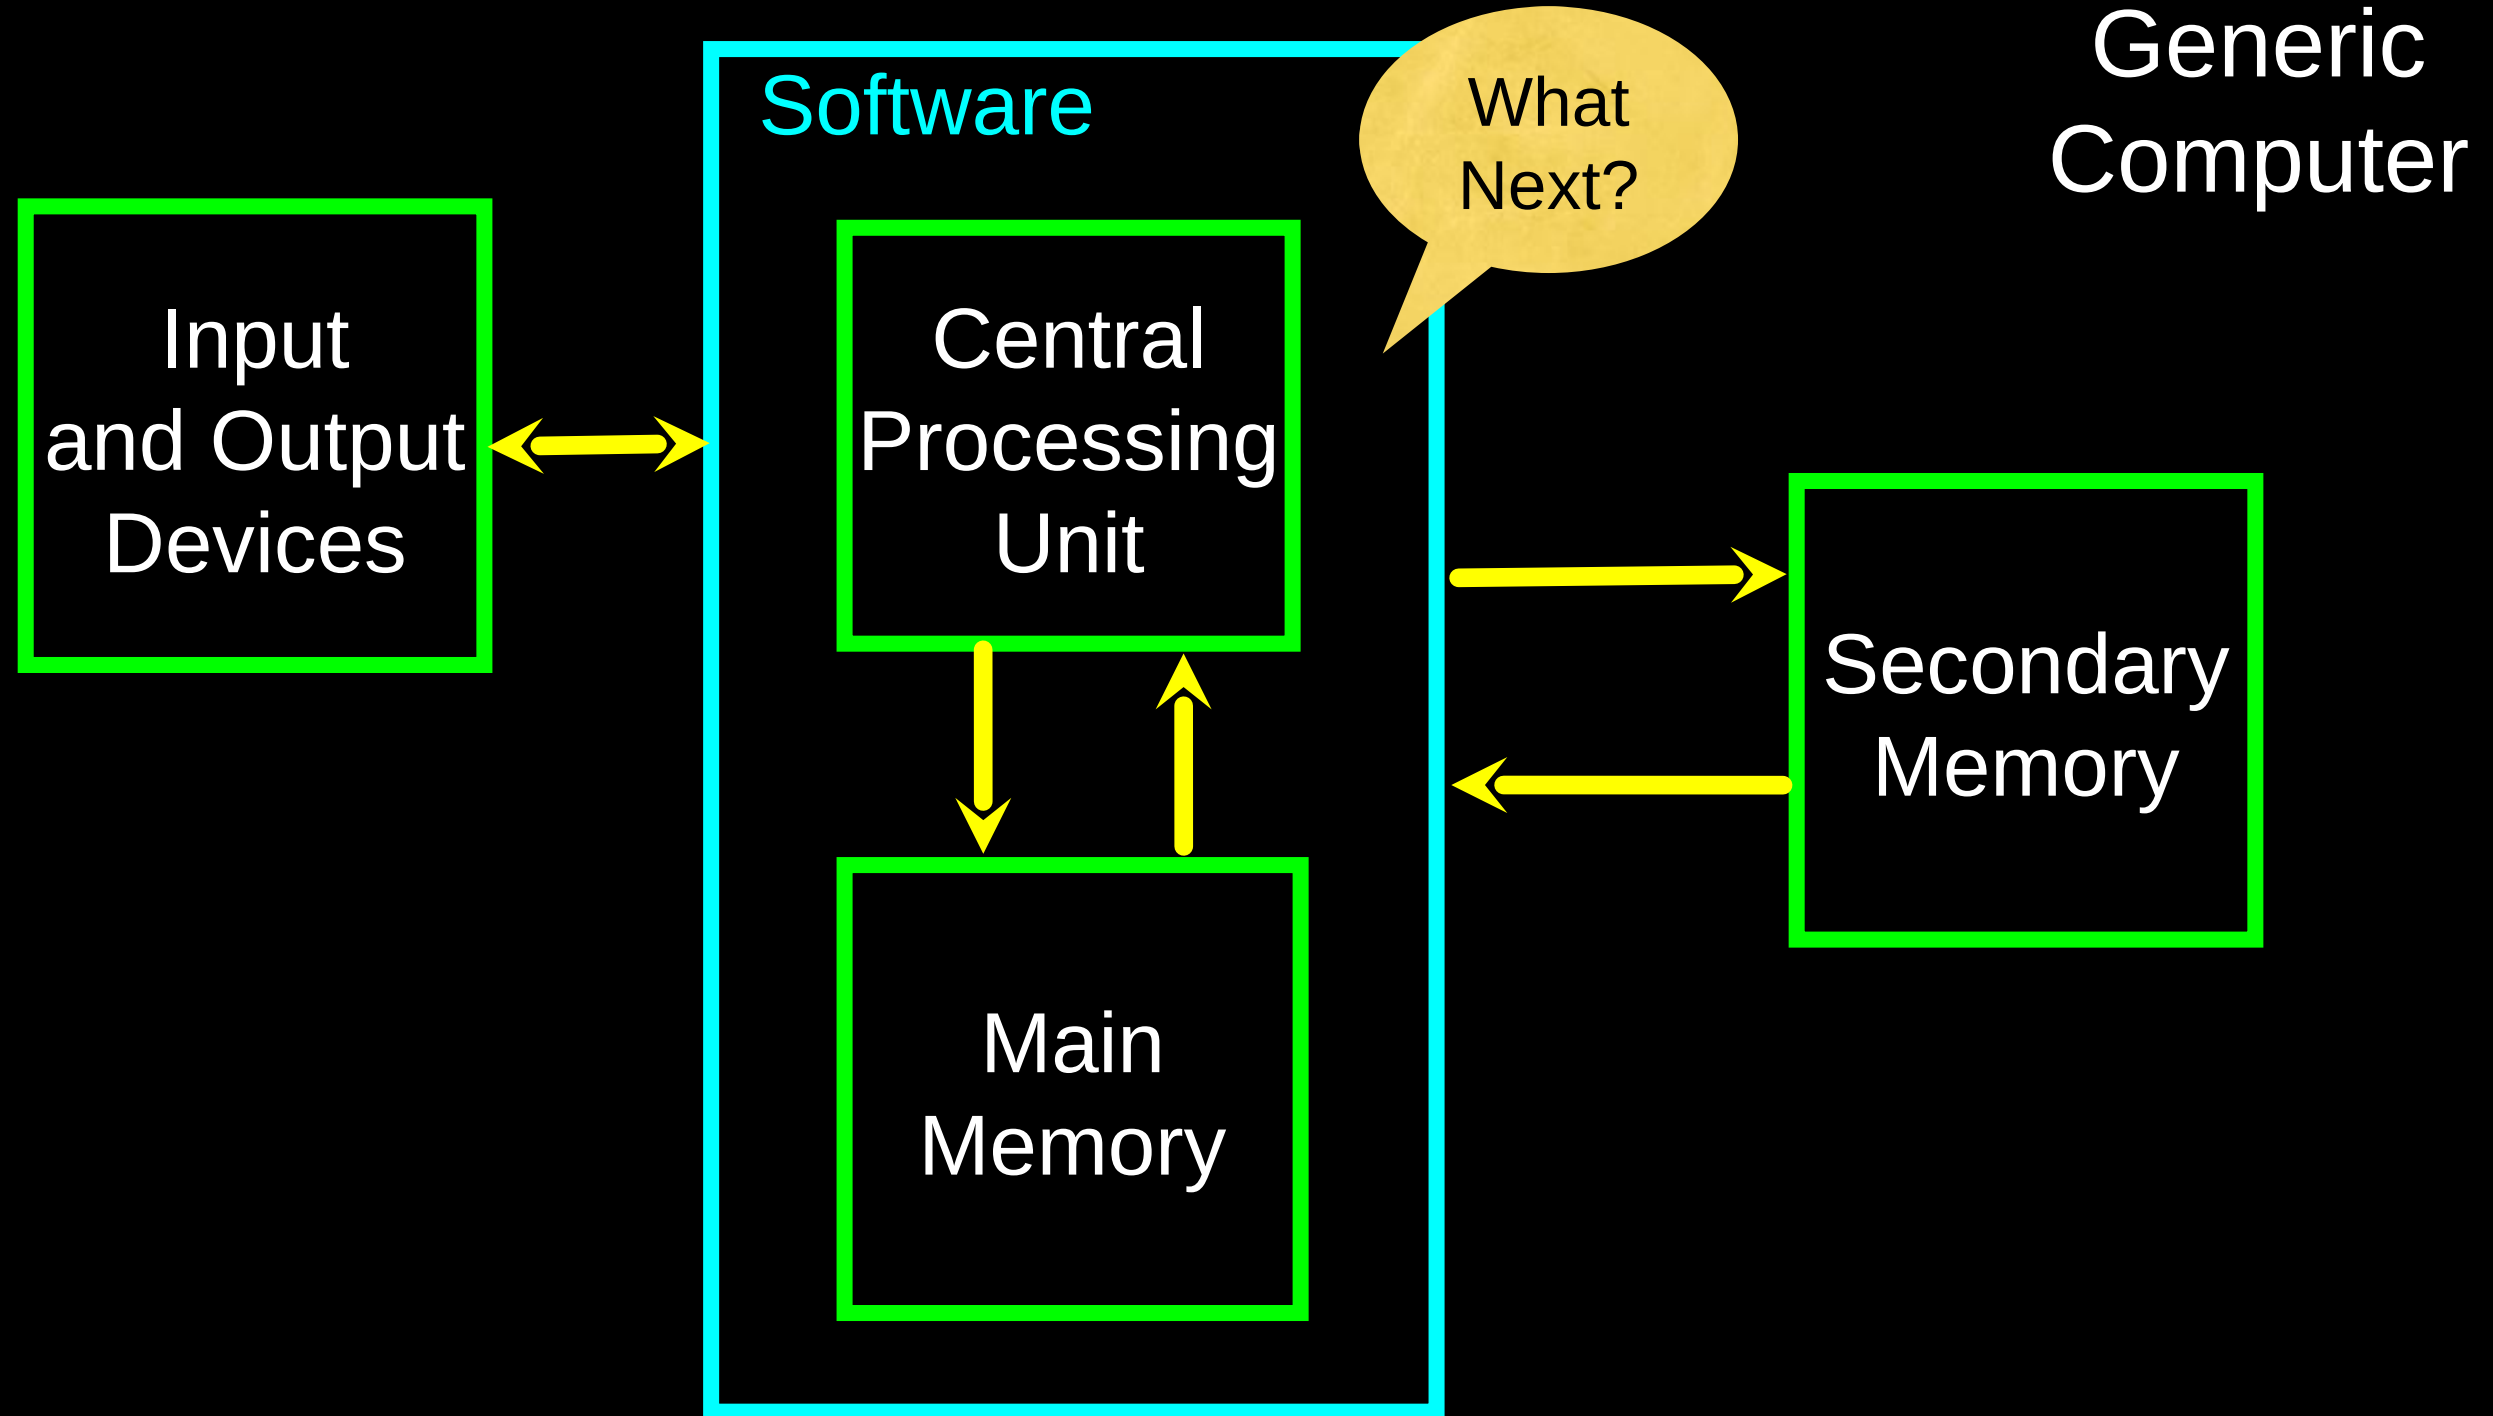 Generic
Computer
Software
What
Next?
Input
and Output
Devices
Central
Processing
Unit
Secondary
Memory
Main
Memory